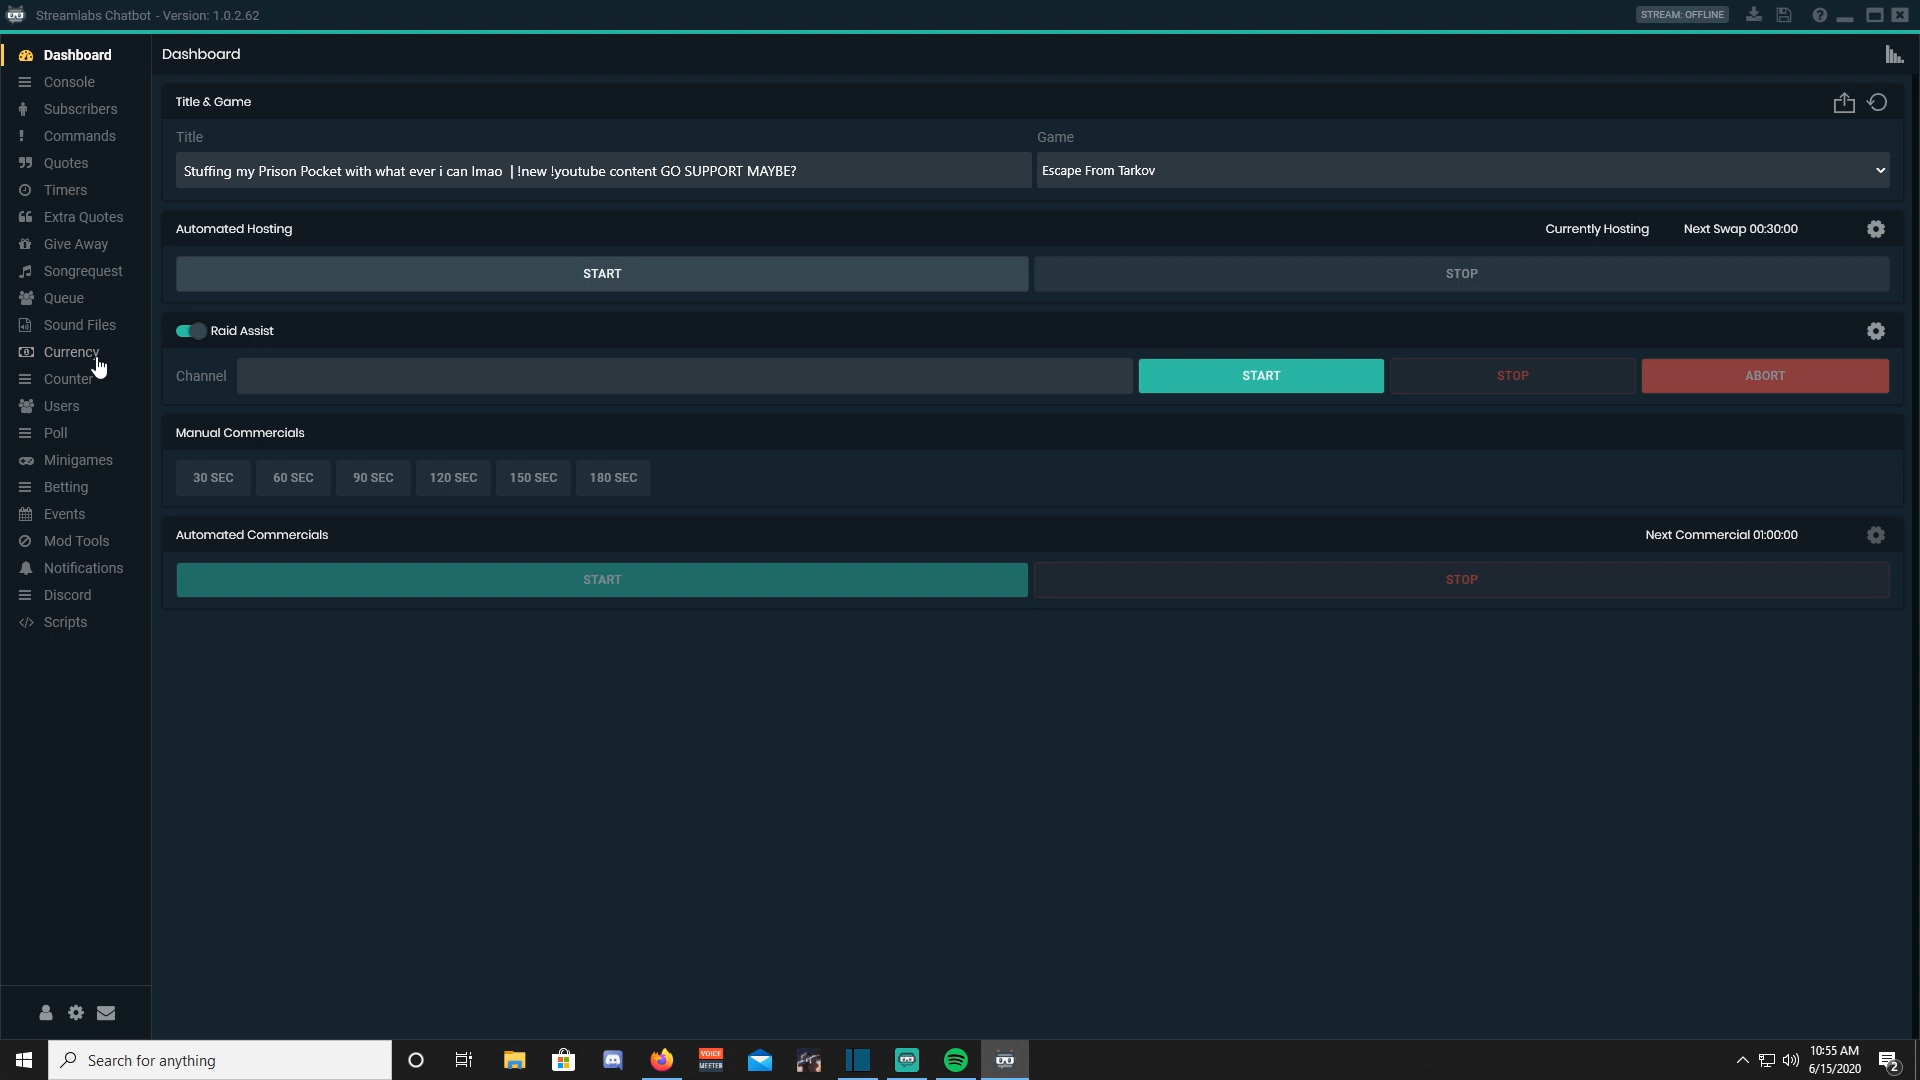 Streamlabs Chatbot - Version: 1.0.2.62
STREAM: OFFLINE
Dashboard
Console
Subscribers
Commands
Quotes
Timers
Extra Quotes
Give Away
Songrequest
Queue
Sound Files
Currency
Counter
Users
Poll
Minigames
Betting
Events
Mod Tools
Notifications
Discord
Scripts
Dashboard
Title & Game
Title
Game
Stuffing my Prison Pocket with what ever i can lmao | !new !youtube content GO SUPPORT MAYBE?
Escape From Tarkov
Automated Hosting
Currently Hosting
Next Swap 00:30:00
START
STOP
Raid Assist
Channel
START
STOP
ABORT
Manual Commercials
30 SEC
60 SEC
90 SEC
120 SEC
150 SEC
180 SEC
Automated Commercials
Next Commercial 01:00:00
START
STOP
Search for anything
VOICE
MEETER
10:55 AM
6/15/2020
2